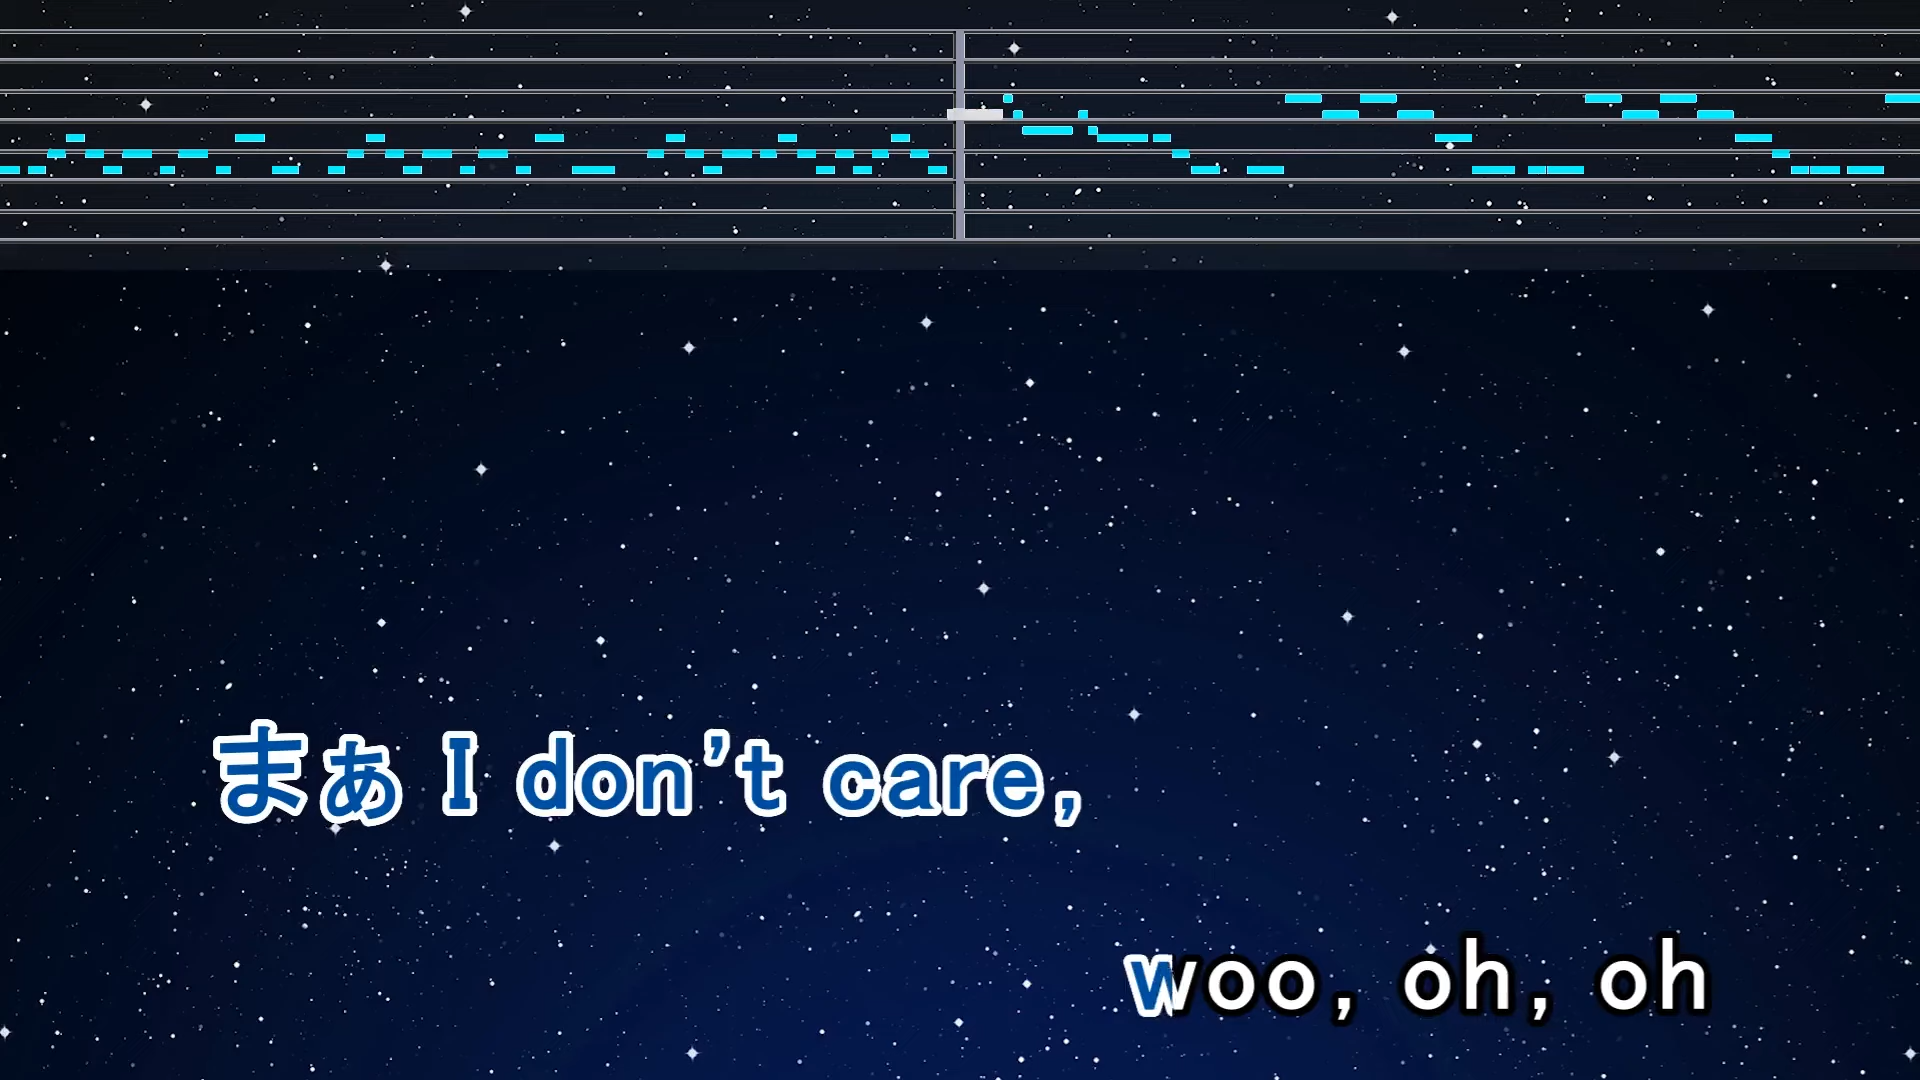 まぁ I don't care,
woo, oh, oh